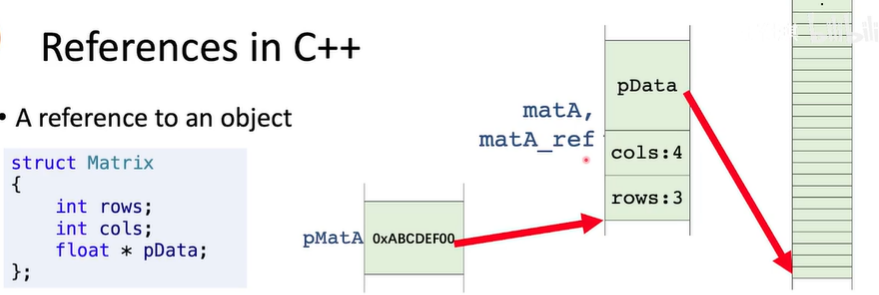 References in C++
• A reference to an object
struct Matrix
{
int rows;
int cols;
float * pData;
};
pMatA
0xABCDEF00
matA,
matA_ref
pData
cols:4
rows:3
bilibili